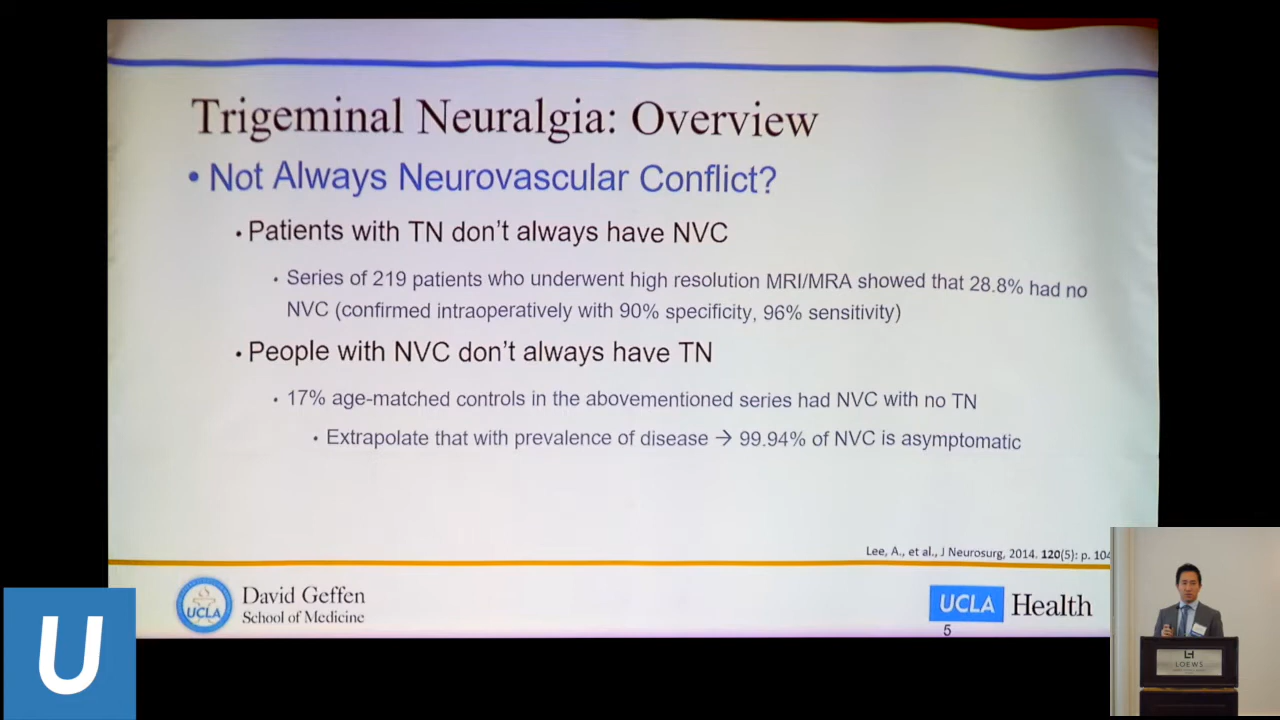 Trigeminal Neuralgia: Overview
• Not Always Neurovascular Conflict?
• Patients with TN don't always have NVC
• Series of 219 patients who underwent high resolution MRI/MRA showed that 28.8% had no
NVC (confirmed intraoperatively with 90% specificity, 96% sensitivity)
• People with NVC don't always have TN
• 17% age-matched controls in the abovementioned series had NVC with no TN
• Extrapolate that with prevalence of disease → 99.94% of NVC is asymptomatic
Lee, A., et al., J Neurosurg, 2014. 120(5): p. 104
UCLA
David Geffen
School of Medicine
UCLA Health
5
U
LOEWS